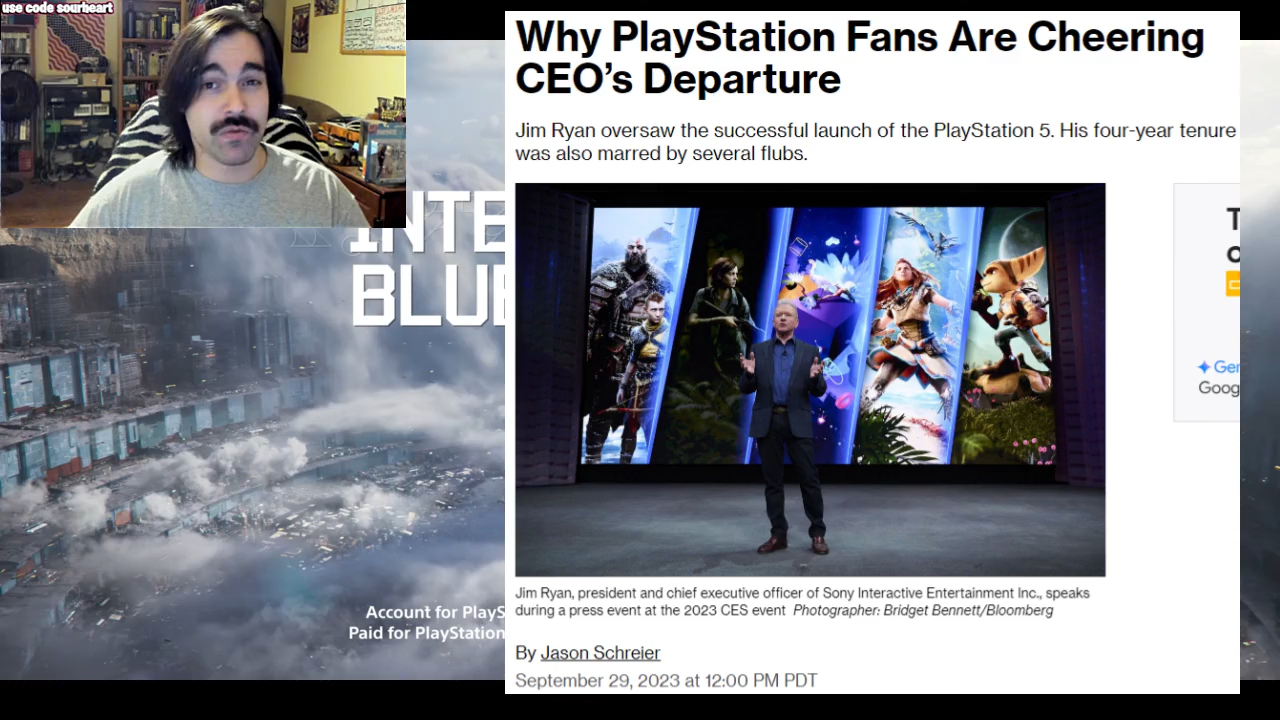 use code sourheart
Why PlayStation Fans Are Cheering
CEO’s Departure
Jim Ryan oversaw the successful launch of the PlayStation 5. His four-year tenure
was also marred by several flubs.
INTE
BLU
Account for PlayS
Paid for PlayStation
Jim Ryan, president and chief executive officer of Sony Interactive Entertainment Inc., speaks
during a press event at the 2023 CES event Photographer: Bridget Bennett/Bloomberg
By Jason Schreier
September 29, 2023 at 12:00 PM PDT
Goog